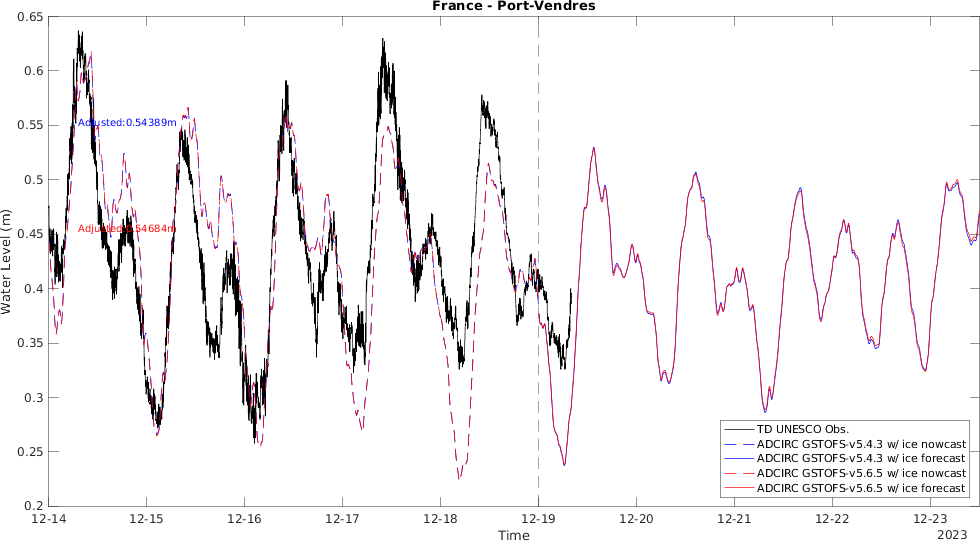 France - Port-Vendres
0.65
0.6
0.55
0.5
0.45
0.4
0.35
0.3
0.25
0.2
Water Level (m)
Adjusted:0.54389m
Adjusted:0.54684m
TD UNESCO Obs.
ADCIRC GSTOFS-v5.4.3 w/ ice nowcast
ADCIRC GSTOFS-v5.4.3 w/ ice forecast
ADCIRC GSTOFS-v5.6.5 w/ ice nowcast
ADCIRC GSTOFS-v5.6.5 w/ ice forecast
12-14 12-15 12-16 12-17 12-18 12-19 12-20 12-21 12-22 12-23
Time
2023